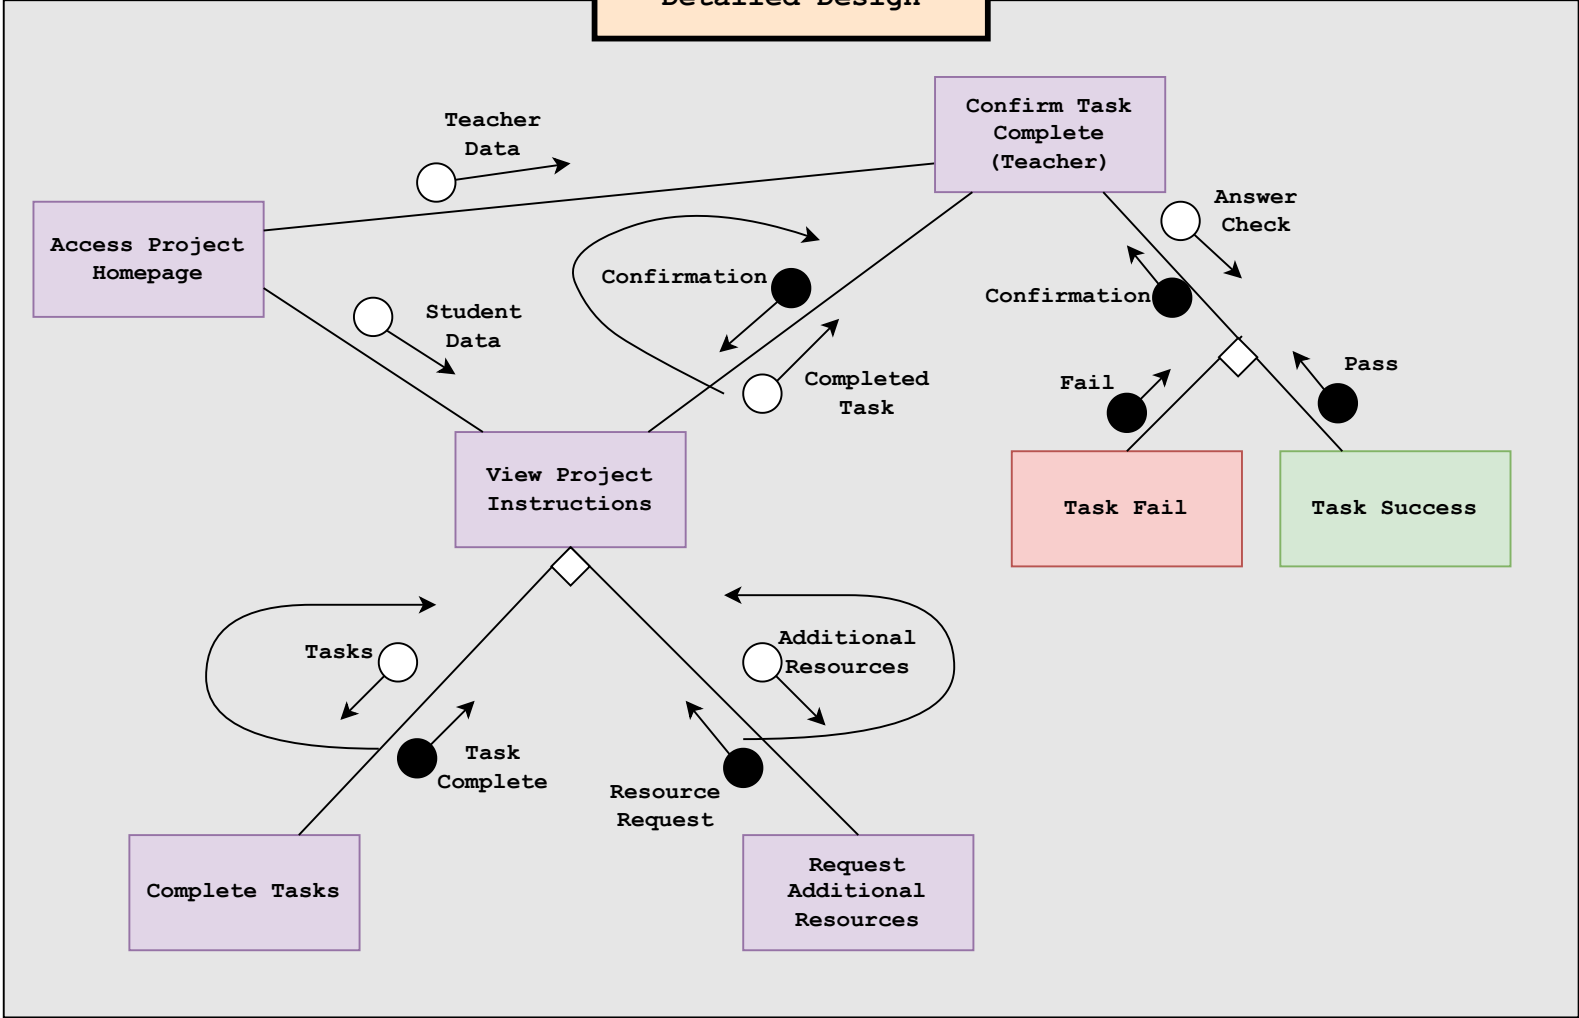 Detailed Design
Confirm Task
Complete
(Teacher)
Teacher
Data
Answer
Check
Access Project
Homepage
Confirmation
Confirmation
Student
Data
Completed
Task
Fail
Pass
View Project
Instructions
Task Fail
Task Success
Tasks
Additional
Resources
Task
Complete
Resource
Request
Complete Tasks
Request
Additional
Resources